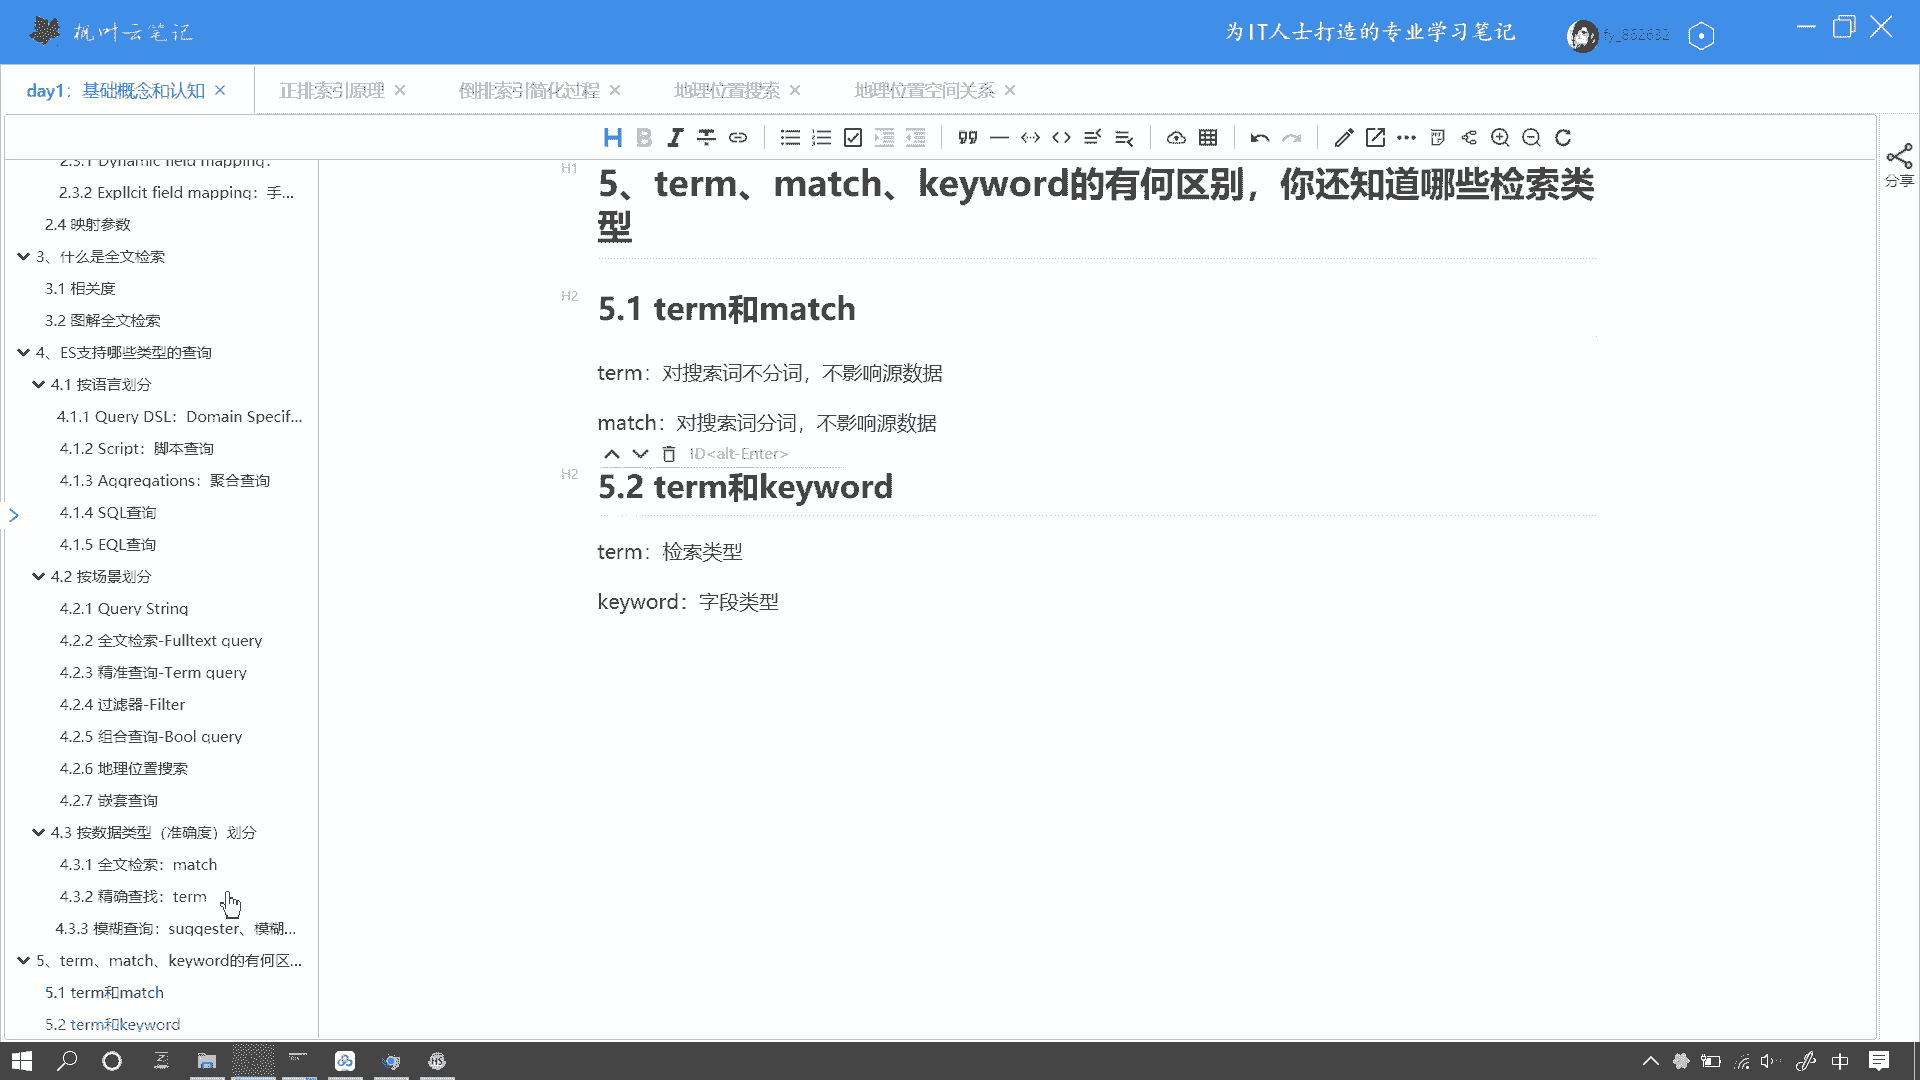 枫叶云笔记
为IT人士打造的专业学习笔记
fy_862632
day1：基础概念和认知
正排索引原理
倒排索引简化过程
地理位置搜索
地理位置空间关系
分享
2.3.1 Dynamic field mapping：
2.3.2 Expllcit field mapping：手...
2.4 映射参数
3、什么是全文检索
3.1 相关度
3.2 图解全文检索
4、ES支持哪些类型的查询
4.1 按语言划分
4.1.1 Query DSL：Domain Specif...
4.1.2 Script：脚本查询
4.1.3 Aggregations：聚合查询
4.1.4 SQL查询
4.1.5 EQL查询
4.2 按场景划分
4.2.1 Query String
4.2.2 全文检索-Fulltext query
4.2.3 精准查询-Term query
4.2.4 过滤器-Filter
4.2.5 组合查询-Bool query
4.2.6 地理位置搜索
4.2.7 嵌套查询
4.3 按数据类型（准确度）划分
4.3.1 全文检索：match
4.3.2 精确查找：term
4.3.3 模糊查询：suggester、模糊...
5、term、match、keyword的有何区...
5.1 term和match
5.2 term和keyword
H1
5、term、match、keyword的有何区别，你还知道哪些检索类
型
H2
5.1 term和match
term：对搜索词不分词，不影响源数据
match：对搜索词分词，不影响源数据
ID<alt-Enter>
H2
5.2 term和keyword
term：检索类型
keyword：字段类型
中